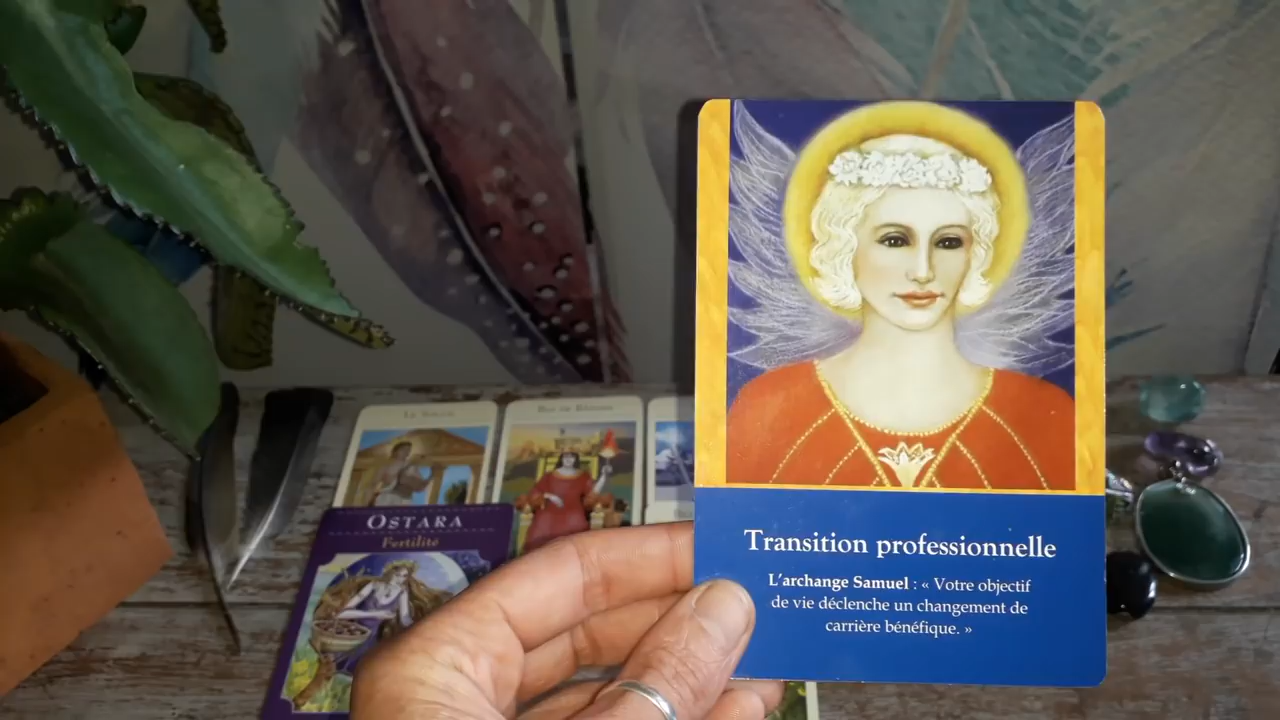 OSTARA
Fertilité
Transition professionnelle
L'archange Samuel : « Votre objectif
de vie déclenche un changement de
carrière bénéfique. »